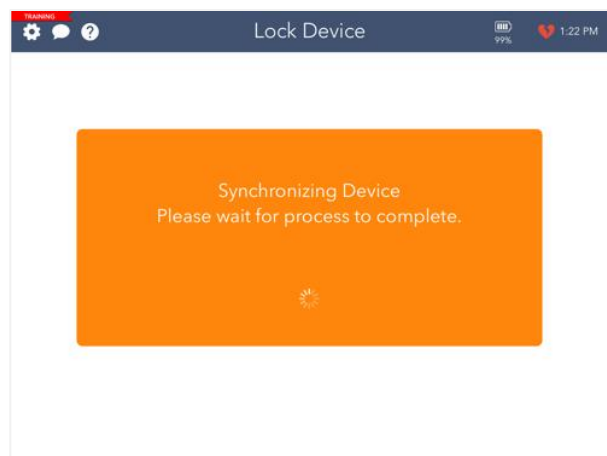 TRAINING
Lock Device
99%
1:22 PM
Synchronizing Device
Please wait for process to complete.